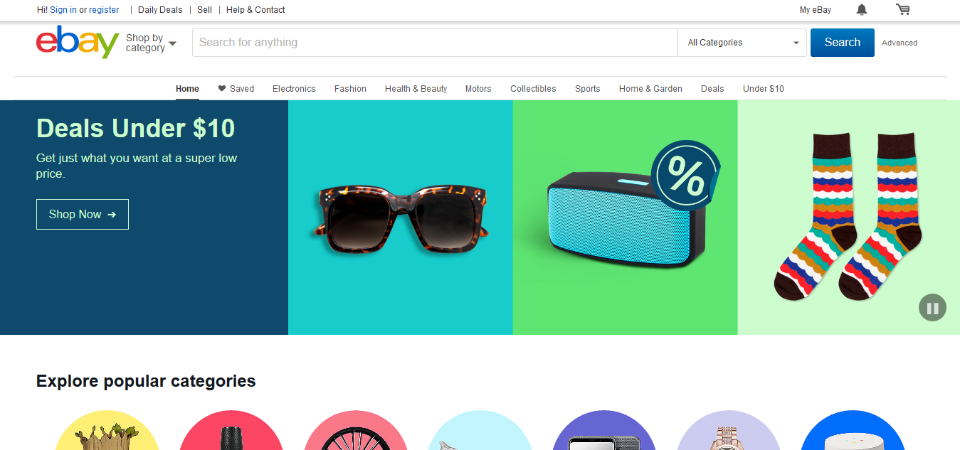 Hi! Sign in or register | Daily Deals | Sell | Help & Contact
My eBay
ebay
Shop by
category
Search for anything
All Categories
Search
Advanced
Home
Saved
Electronics
Fashion
Health & Beauty
Motors
Collectibles
Sports
Home & Garden
Deals
Under $10
Deals Under $10
Get just what you want at a super low
price.
Shop Now →
%
Explore popular categories